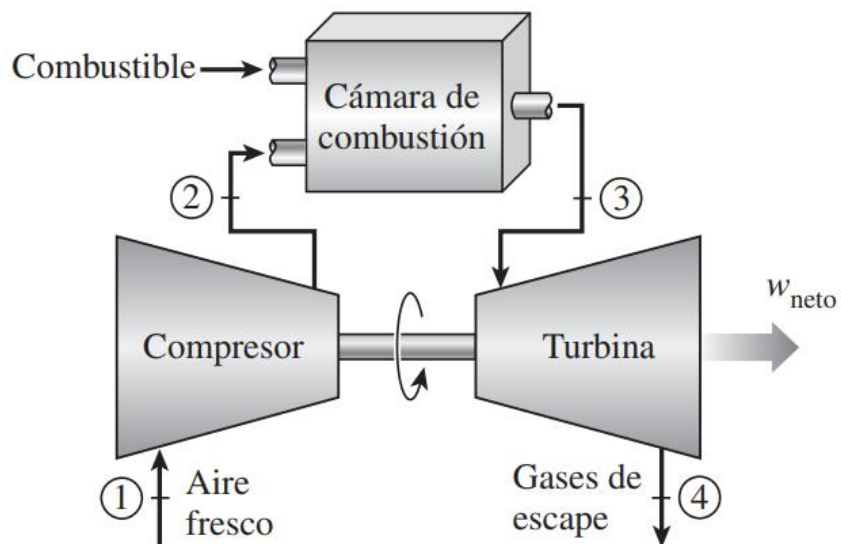 Combustible
Cámara de
combustión
2
3
w neto
Compresor
Turbina
1
Aire
fresco
Gases de
escape
4